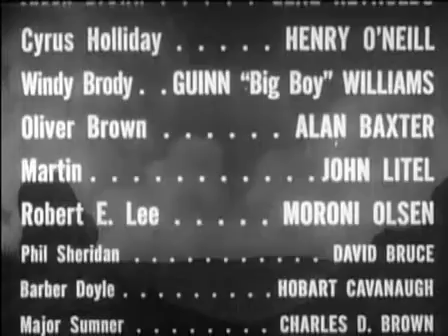 Cyrus Holliday . . . . . HENRY O'NEILL
Windy Brody . . GUINN "Big Boy" WILLIAMS
Oliver Brown . . . . . . ALAN BAXTER
Martin . . . . . . . . . . . JOHN LITEL
Robert E. Lee . . . . . MORONI OLSEN
Phil Sheridan . . . . . . . . . . . DAVID BRUCE
Barber Doyle . . . . . . . . HOBART CAVANAUGH
Major Sumner . . . . . . . CHARLES D. BROWN